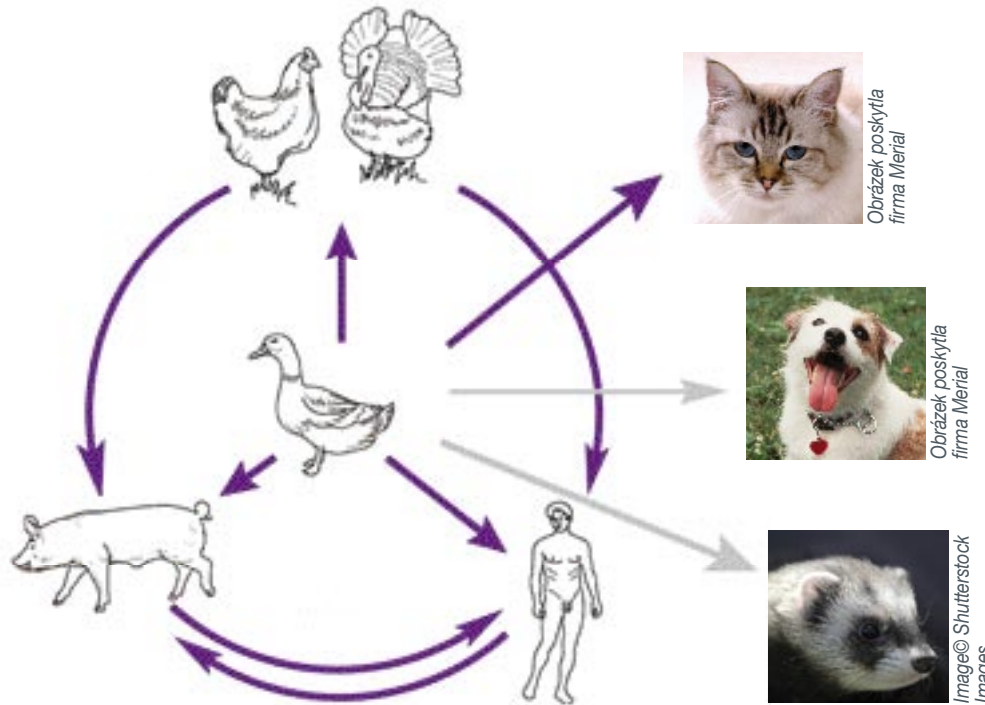 Obrázek poskytla
firma Merial
Obrázek poskytla
firma Merial
Image© Shutterstock
Images